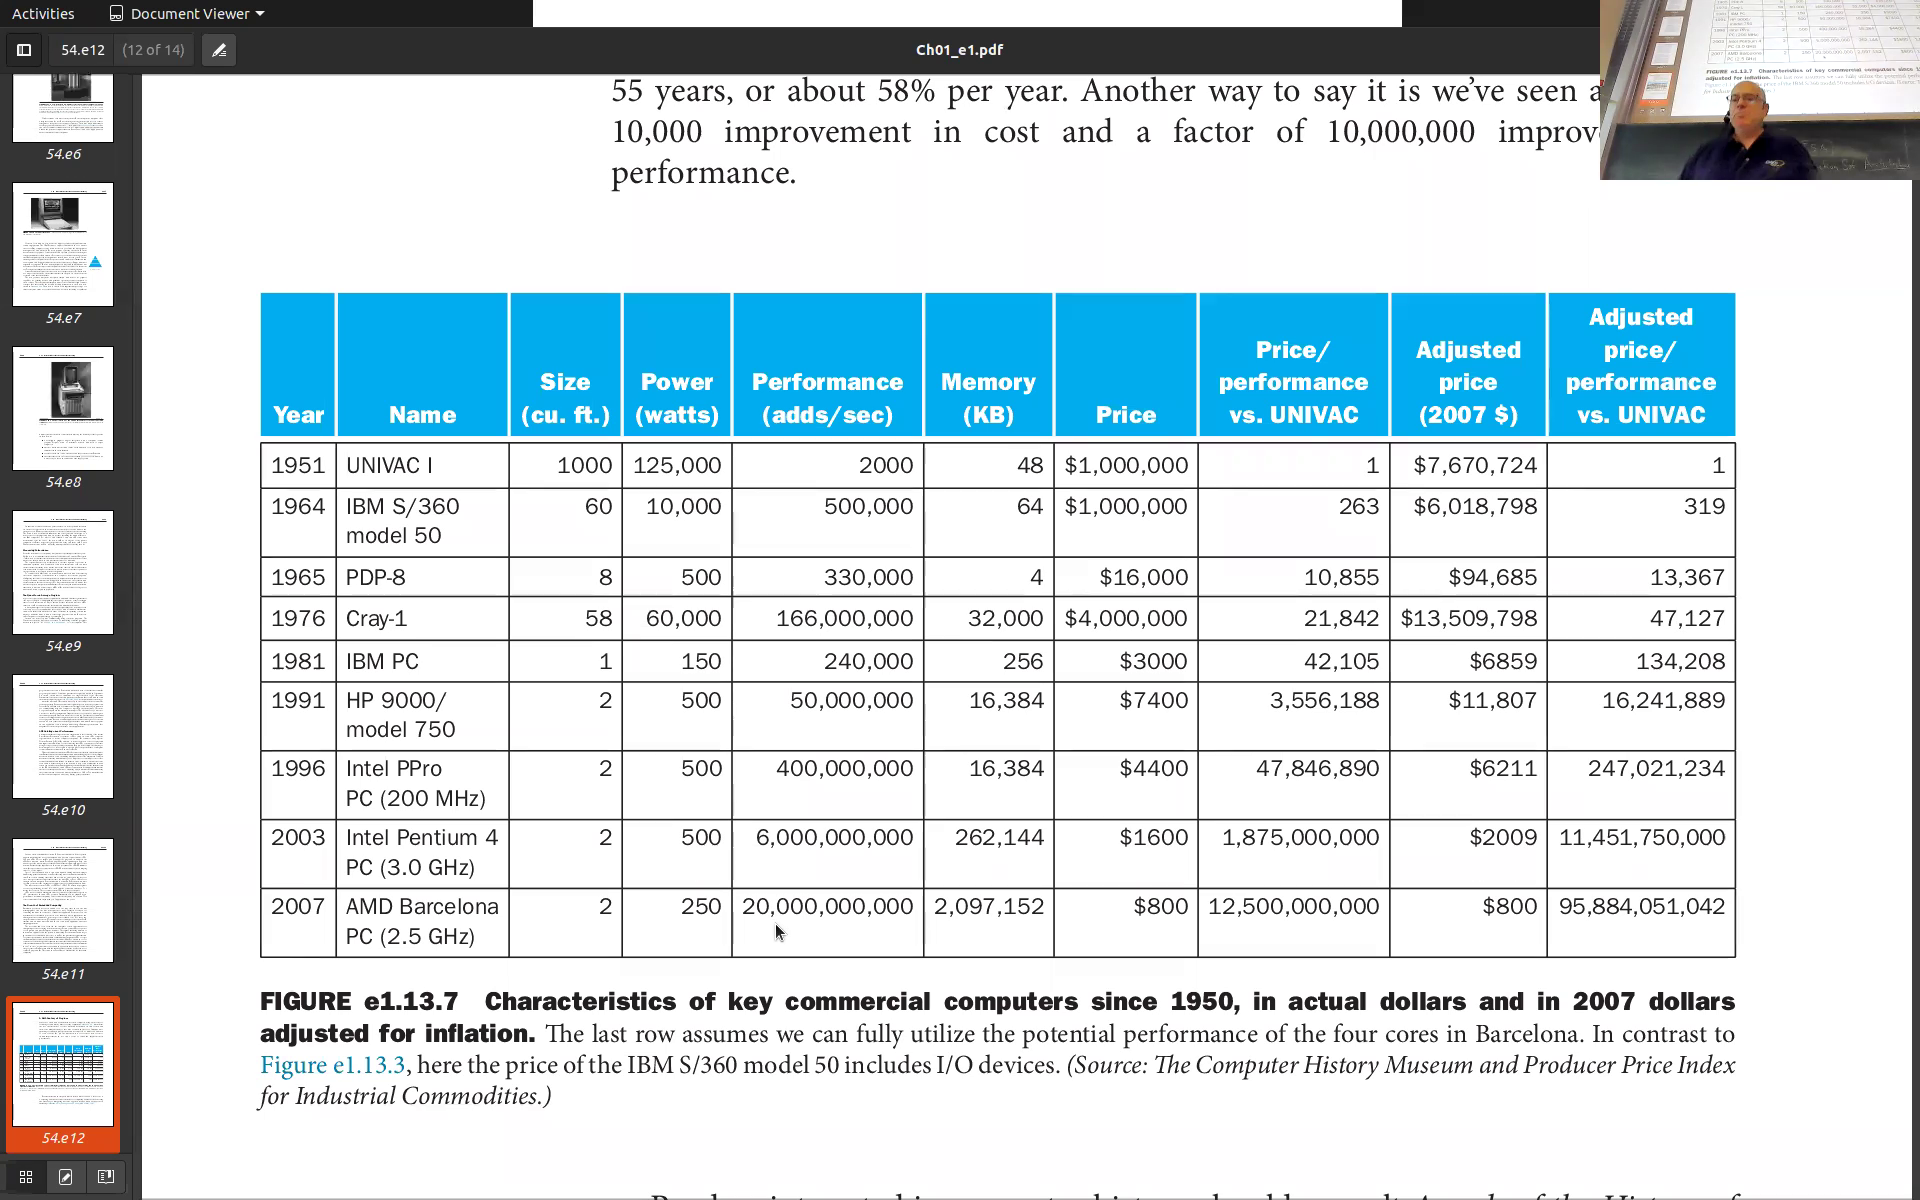 Activities
Document Viewer
54.e12 (12 of 14)
Ch01_e1.pdf
54.e6
54.e7
54.e8
54.e9
54.e10
54.e11
54.e12
55 years, or about 58% per year. Another way to say it is we’ve seen a
10,000 improvement in cost and a factor of 10,000,000
performance.
Year Name Size (cu. ft.) Power (watts) Performance (adds/sec) Memory (KB) Price Price/ performance vs. UNIVAC Adjusted price (2007 $) Adjusted price/ performance vs. UNIVAC
1951 UNIVAC I 1000 125,000 2000 48 $1,000,000 1 $7,670,724 1
1964 IBM S/360 60 10,000 500,000 64 $1,000,000 263 $6,018,798 319
model 50
1965 PDP-8 8 500 330,000 4 $16,000 10,855 $94,685 13,367
1976 Cray-1 58 60,000 166,000,000 32,000 $4,000,000 21,842 $13,509,798 47,127
1981 IBM PC 1 150 240,000 256 $3000 42,105 $6859 134,208
1991 HP 9000/ 2 500 50,000,000 16,384 $7400 3,556,188 $11,807 16,241,889
model 750
1996 Intel PPro 2 500 400,000,000 16,384 $4400 47,846,890 $6211 247,021,234
PC (200 MHz)
2003 Intel Pentium 4 2 500 6,000,000,000 262,144 $1600 1,875,000,000 $2009 11,451,750,000
PC (3.0 GHz)
2007 AMD Barcelona 2 250 20,000,000,000 2,097,152 $800 12,500,000,000 $800 95,884,051,042
PC (2.5 GHz)
FIGURE e1.13.7 Characteristics of key commercial computers since 1950, in actual dollars and in 2007 dollars
adjusted for inflation. The last row assumes we can fully utilize the potential performance of the four cores in Barcelona. In contrast to
Figure e1.13.3, here the price of the IBM S/360 model 50 includes I/O devices. (Source: The Computer History Museum and Producer Price Index
for Industrial Commodities.)